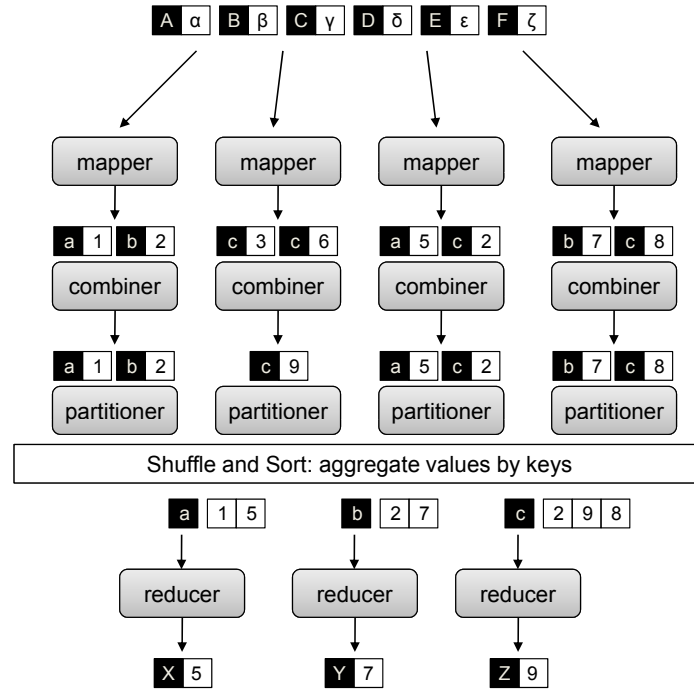 A α B β C γ D δ E ε F ζ
mapper mapper mapper mapper
a 1 b 2 c 3 c 6 a 5 c 2 b 7 c 8
combiner combiner combiner combiner
a 1 b 2 c 9 a 5 c 2 b 7 c 8
partitioner partitioner partitioner partitioner
Shuffle and Sort: aggregate values by keys
a 1 5 b 2 7 c 2 9 8
reducer reducer reducer
X 5 Y 7 Z 9